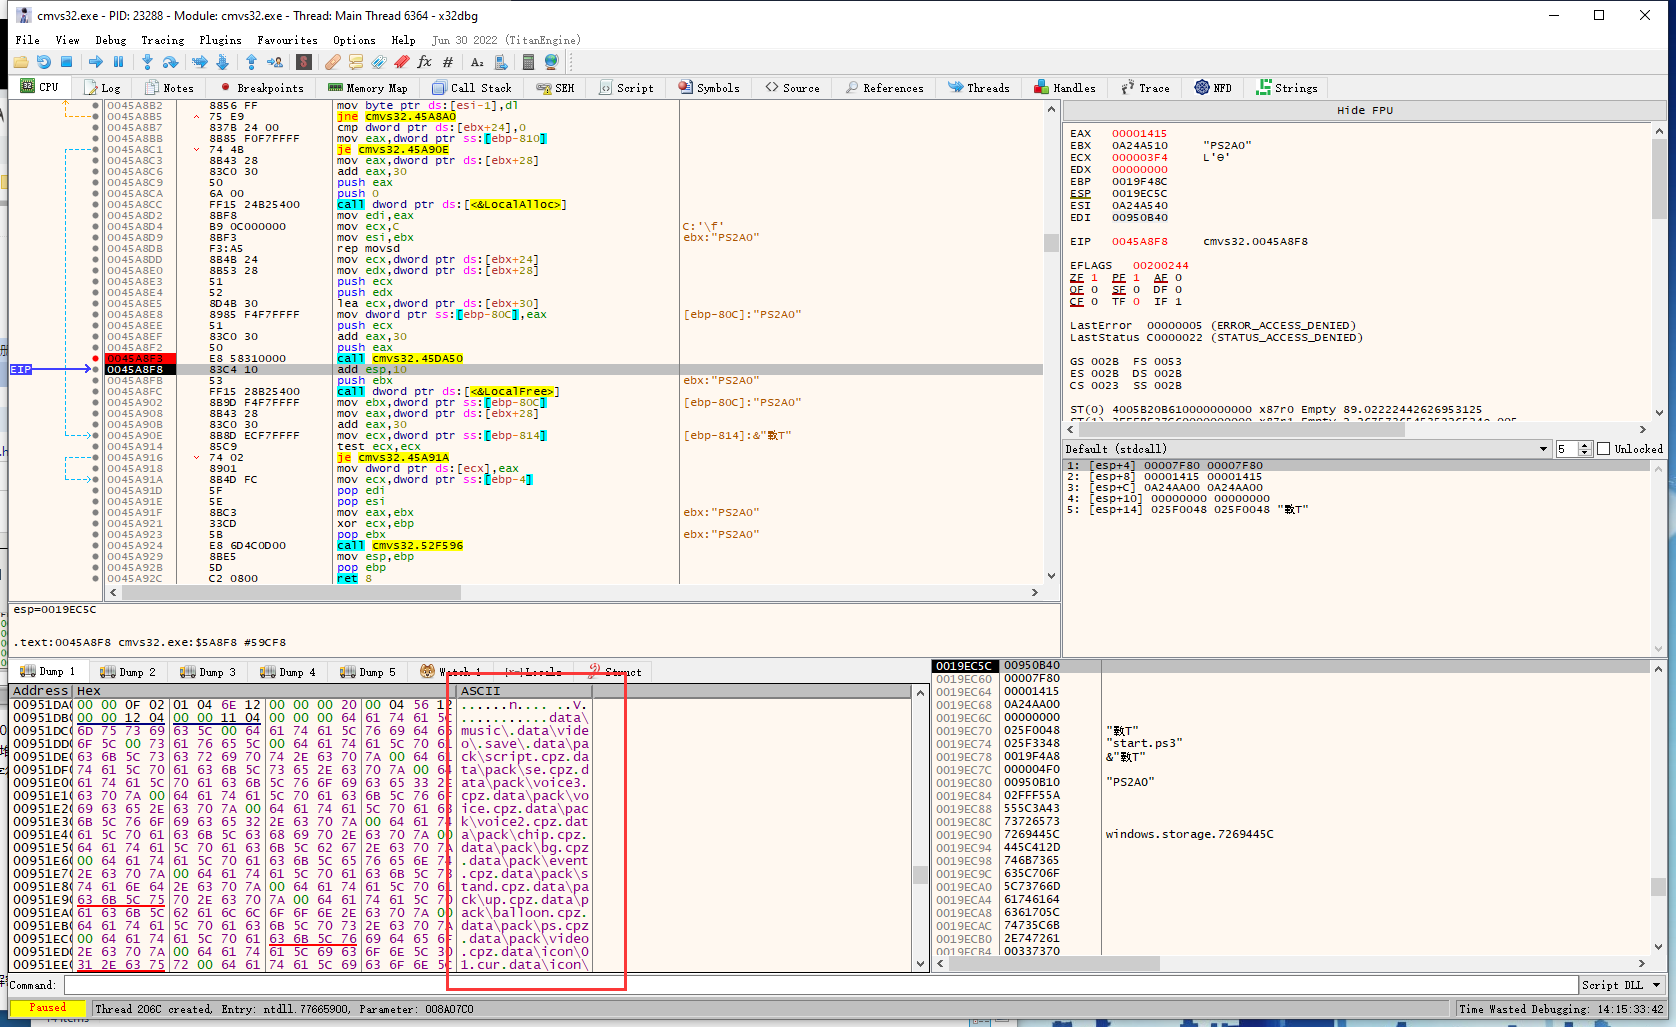 cmvs32.exe - PID: 23288 - Module: cmvs32.exe - Thread: Main Thread 6364 - x32dbg
File View Debug Tracing Plugins Favourites Options Help Jun 30 2022 (TitanEngine)
CPU Log Notes Breakpoints Memory Map Call Stack SEH Script Symbols Source References Threads Handles Trace NFD Strings
0045A8B2 8856 FF mov byte ptr ds:[esi-1],dl
0045A8B5 75 E9 jne cmvs32.45A8A0
0045A8B7 837B 24 00 cmp dword ptr ds:[ebx+24],0
0045A8BB 8B85 F0F7FFFF mov eax,dword ptr ss:[ebp-810]
0045A8C1 74 4B je cmvs32.45A90E
0045A8C3 8B43 28 mov eax,dword ptr ds:[ebx+28]
0045A8C6 83C0 30 add eax,30
0045A8C9 50 push eax
0045A8CA 6A 00 push 0
0045A8CC FF15 24B25400 call dword ptr ds:[<&LocalAlloc>]
0045A8D2 8BF8 mov edi,eax
0045A8D4 B9 0C000000 mov ecx,C C:'\f'
0045A8D9 8BF3 mov esi,ebx ebx:"PS2A0"
0045A8DB F3:A5 rep movsd
0045A8DD 8B4B 24 mov ecx,dword ptr ds:[ebx+24]
0045A8E0 8B53 28 mov edx,dword ptr ds:[ebx+28]
0045A8E3 51 push ecx
0045A8E4 52 push edx
0045A8E5 8D4B 30 lea ecx,dword ptr ds:[ebx+30]
0045A8E8 8985 F4F7FFFF mov dword ptr ss:[ebp-80C],eax [ebp-80C]:"PS2A0"
0045A8EE 51 push ecx
0045A8EF 83C0 30 add eax,30
0045A8F2 50 push eax
0045A8F3 E8 58310000 call cmvs32.45DA50
EIP 0045A8F8 83C4 10 add esp,10
0045A8FB 53 push ebx ebx:"PS2A0"
0045A8FC FF15 28B25400 call dword ptr ds:[<&LocalFree>]
0045A902 8B9D F4F7FFFF mov ebx,dword ptr ss:[ebp-80C] [ebp-80C]:"PS2A0"
0045A908 8B43 28 mov eax,dword ptr ds:[ebx+28]
0045A90B 83C0 30 add eax,30
0045A90E 8B8D ECF7FFFF mov ecx,dword ptr ss:[ebp-814] [ebp-814]:&"斁T"
0045A914 85C9 test ecx,ecx
0045A916 74 02 je cmvs32.45A91A
0045A918 8901 mov dword ptr ds:[ecx],eax
0045A91A 8B4D FC mov ecx,dword ptr ss:[ebp-4]
0045A91D 5F pop edi
0045A91E 5E pop esi
0045A91F 8BC3 mov eax,ebx ebx:"PS2A0"
0045A921 33CD xor ecx,ebp
0045A923 5B pop ebx ebx:"PS2A0"
0045A924 E8 6D4C0D00 call cmvs32.52F596
0045A929 8BE5 mov esp,ebp
0045A92B 5D pop ebp
0045A92C C2 0800 ret 8
esp=0019EC5C
.text:0045A8F8 cmvs32.exe:$5A8F8 #59CF8
Hide FPU
EAX 00001415
EBX 0A24A510 "PS2A0"
ECX 000003F4 L'ϴ'
EDX 00000000
EBP 0019F48C
ESP 0019EC5C
ESI 0A24A540
EDI 00950B40
EIP 0045A8F8 cmvs32.0045A8F8
EFLAGS 00200244
ZF 1 PF 1 AF 0
OF 0 SF 0 DF 0
CF 0 TF 0 IF 1
LastError 00000005 (ERROR_ACCESS_DENIED)
LastStatus C0000022 (STATUS_ACCESS_DENIED)
GS 002B FS 0053
ES 002B DS 002B
CS 0023 SS 002B
ST(0) 4005B20B610000000000 x87r0 Empty 89.02222442626953125
Default (stdcall) 5 Unlocked
1: [esp+4] 00007F80 00007F80
2: [esp+8] 00001415 00001415
3: [esp+C] 0A24AA00 0A24AA00
4: [esp+10] 00000000 00000000
5: [esp+14] 025F0048 025F0048 "斁T"
Dump 1 Dump 2 Dump 3 Dump 4 Dump 5 Watch 1 Locals Struct
Address Hex ASCII
00951DA 00 00 0F 02 01 04 6E 12 00 00 00 20 00 04 56 12 ......n.... ..V.
00951DB 00 00 12 04 00 00 11 04 00 00 00 64 61 74 61 5C ...........data\
00951DC 6D 75 73 69 63 5C 00 64 61 74 61 5C 76 69 64 65 music\.data\vide
00951DD 6F 5C 00 73 61 76 65 5C 00 64 61 74 61 5C 70 61 o\.save\.data\pa
00951DE 63 6B 5C 73 63 72 69 70 74 2E 63 70 7A 00 64 61 ck\script.cpz.da
00951DF 74 61 5C 70 61 63 6B 5C 73 65 2E 63 70 7A 00 64 ta\pack\se.cpz.d
00951E0 61 74 61 5C 70 61 63 6B 5C 76 6F 69 63 65 33 2E ata\pack\voice3.
00951E1 63 70 7A 00 64 61 74 61 5C 70 61 63 6B 5C 76 6F cpz.data\pack\vo
00951E2 69 63 65 2E 63 70 7A 00 64 61 74 61 5C 70 61 63 ice.cpz.data\pac
00951E3 6B 5C 76 6F 69 63 65 32 2E 63 70 7A 00 64 61 74 k\voice2.cpz.dat
00951E4 61 5C 70 61 63 6B 5C 63 68 69 70 2E 63 70 7A 00 a\pack\chip.cpz.
00951E5 64 61 74 61 5C 70 61 63 6B 5C 62 67 2E 63 70 7A data\pack\bg.cpz
00951E6 00 64 61 74 61 5C 70 61 63 6B 5C 65 76 65 6E 74 .data\pack\event
00951E7 2E 63 70 7A 00 64 61 74 61 5C 70 61 63 6B 5C 73 .cpz.data\pack\s
00951E8 74 61 6E 64 2E 63 70 7A 00 64 61 74 61 5C 70 61 tand.cpz.data\pa
00951E9 63 6B 5C 75 70 2E 63 70 7A 00 64 61 74 61 5C 70 ck\up.cpz.data\p
00951EA 61 63 6B 5C 62 61 6C 6C 6F 6F 6E 2E 63 70 7A 00 ack\balloon.cpz.
00951EB 64 61 74 61 5C 70 61 63 6B 5C 70 73 2E 63 70 7A data\pack\ps.cpz
00951EC 00 64 61 74 61 5C 70 61 63 6B 5C 76 69 64 65 6F .data\pack\video
00951ED 2E 63 70 7A 00 64 61 74 61 5C 69 63 6F 6E 5C 30 .cpz.data\icon\0
00951EE 31 2E 63 75 72 00 64 61 74 61 5C 69 63 6F 6E 5C 1.cur.data\icon\
0019EC5C 00950B40
0019EC60 00007F80
0019EC64 00001415
0019EC68 0A24AA00
0019EC6C 00000000
0019EC70 025F0048 "斁T"
0019EC74 025F3348 "start.ps3"
0019EC78 0019F4A8 &"斁T"
0019EC7C 000004F0
0019EC80 00950B10 "PS2A0"
0019EC84 02FFF55A
0019EC88 555C3A43
0019EC8C 73726573
0019EC90 7269445C windows.storage.7269445C
0019EC94 445C412D
0019EC98 746B7365
0019EC9C 635C706F
0019ECA0 5C73766D
0019ECA4 61746164
0019ECA8 6361705C
0019ECAC 74735C6B
0019ECB0 2E747261
0019ECB4 00337370
Command: Script DLL
Paused Thread 206C created, Entry: ntdll.77665900, Parameter: 008A07C0 Time Wasted Debugging: 14:15:33:42